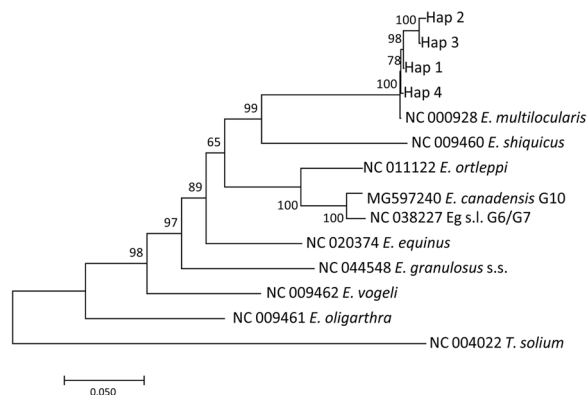 100
Hap 2
98
Hap 3
78
Hap 1
100
Hap 4
99
NC 000928 E. multilocularis
NC 009460 E. shiquicus
65
NC 011122 E. ortleppi
89
MG597240 E. canadensis G10
100
100
NC 038227 Eg s.l. G6/G7
97
NC 020374 E. equinus
98
NC 044548 E. granulosus s.s.
NC 009462 E. vogeli
NC 009461 E. oligarthra
NC 004022 T. solium
0.050